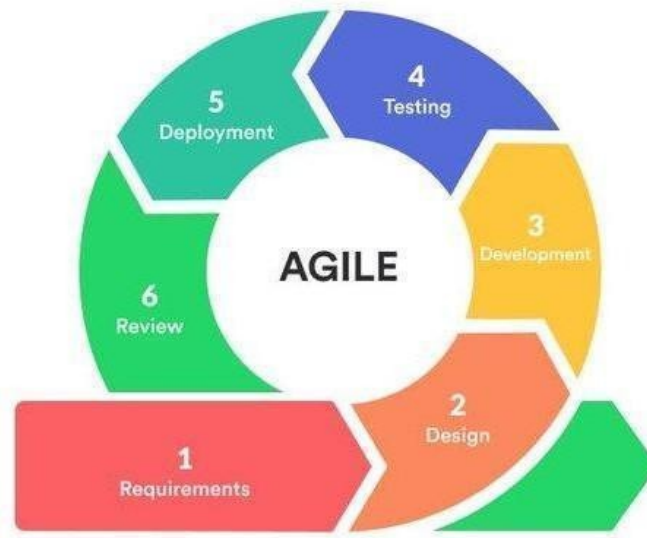 5
Deployment
4
Testing
3
Development
AGILE
6
Review
2
Design
1
Requirements